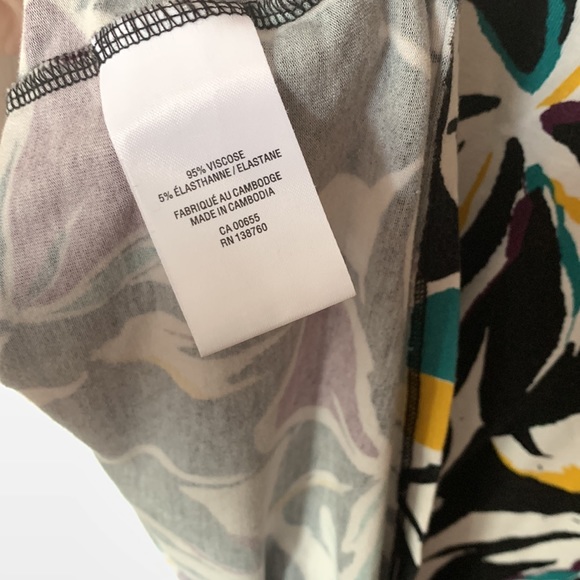 95% VISCOSE
5% ÉLASTHANNE / ELASTANE
FABRIQUÉ AU CAMBODGE
MADE IN CAMBODIA
CA 00655
RN 138760